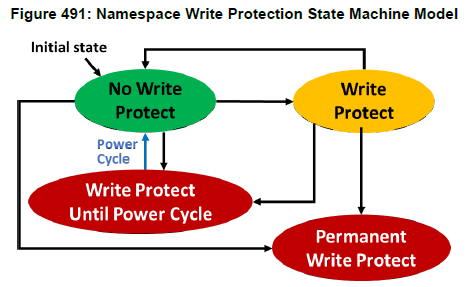 Figure 491: Namespace Write Protection State Machine Model
Initial state
No Write
Protect
Write
Protect
Power
Cycle
Write Protect
Until Power Cycle
Permanent
Write Protect